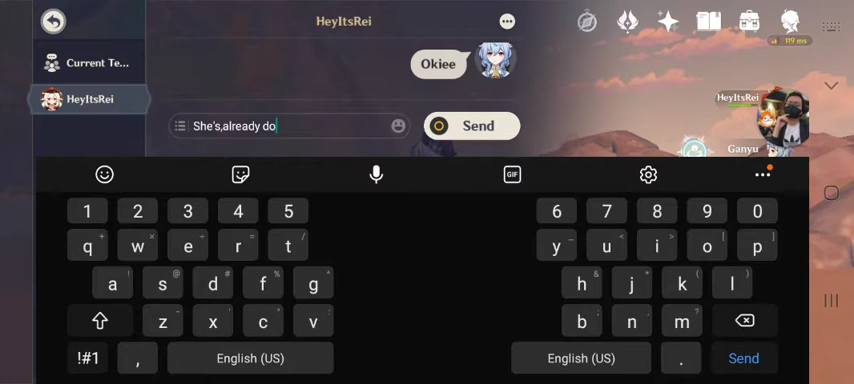 HeyItsRei
119 ms
Current Te...
Okiee
HeyItsRei
HeyItsRei
She's,already do
Send
Ganyu
GIF
1 2 3 4 5 6 7 8 9 0
q w e r t y u i o p
a s d f g h j k l
z x c v b n m
!#1 , English (US) English (US) . Send